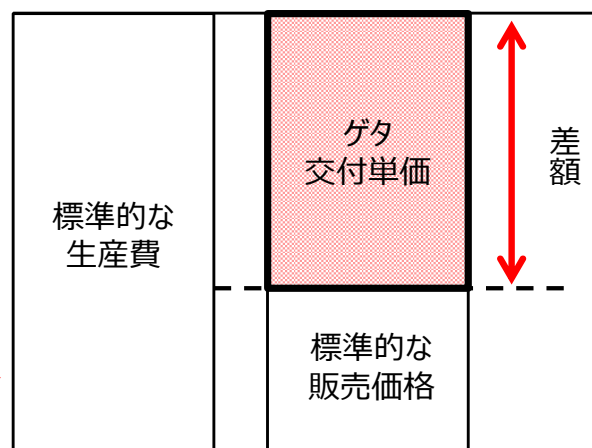 標準的な
生産費
ゲタ
交付単価
標準的な
販売価格
差額